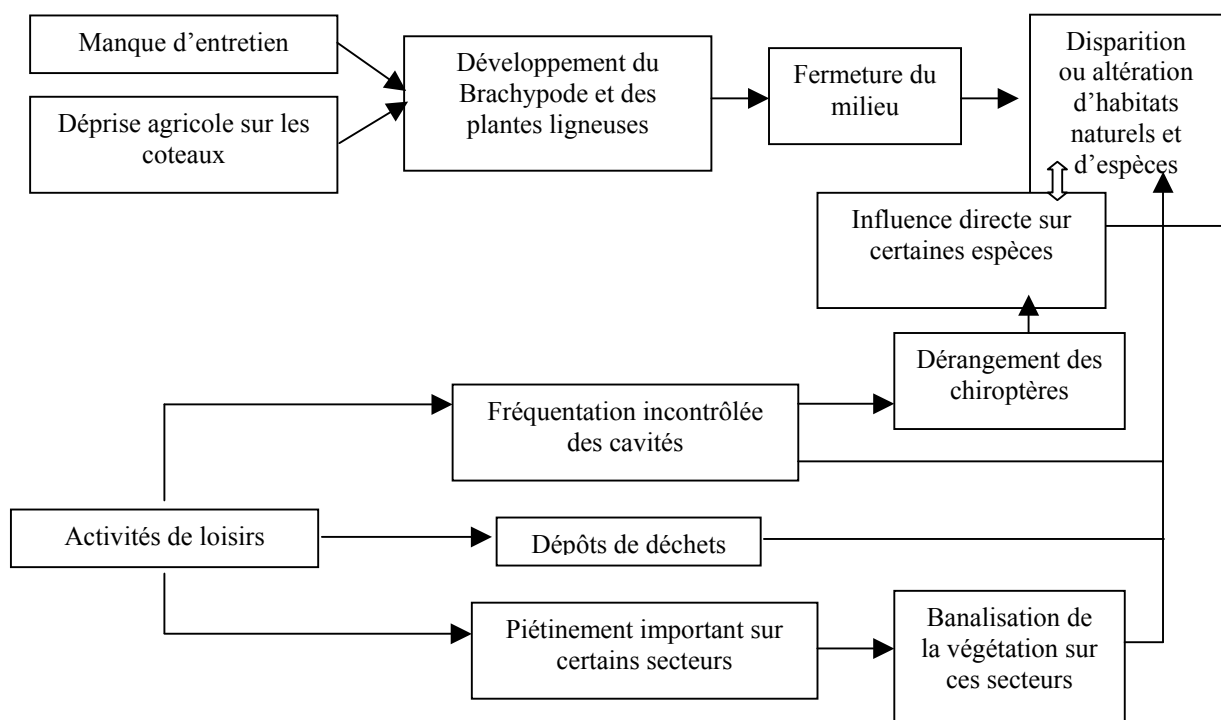 Manque d’entretien
Déprise agricole sur les
coteaux
Développement du
Brachypode et des
plantes ligneuses
Fermeture du
milieu
Disparition
ou altération
d’habitats
naturels et
d’espèces
Influence directe sur
certaines espèces
Dérangement des
chiroptères
Fréquentation incontrôlée
des cavités
Activités de loisirs
Dépôts de déchets
Piétinement important sur
certains secteurs
Banalisation de
la végétation sur
ces secteurs